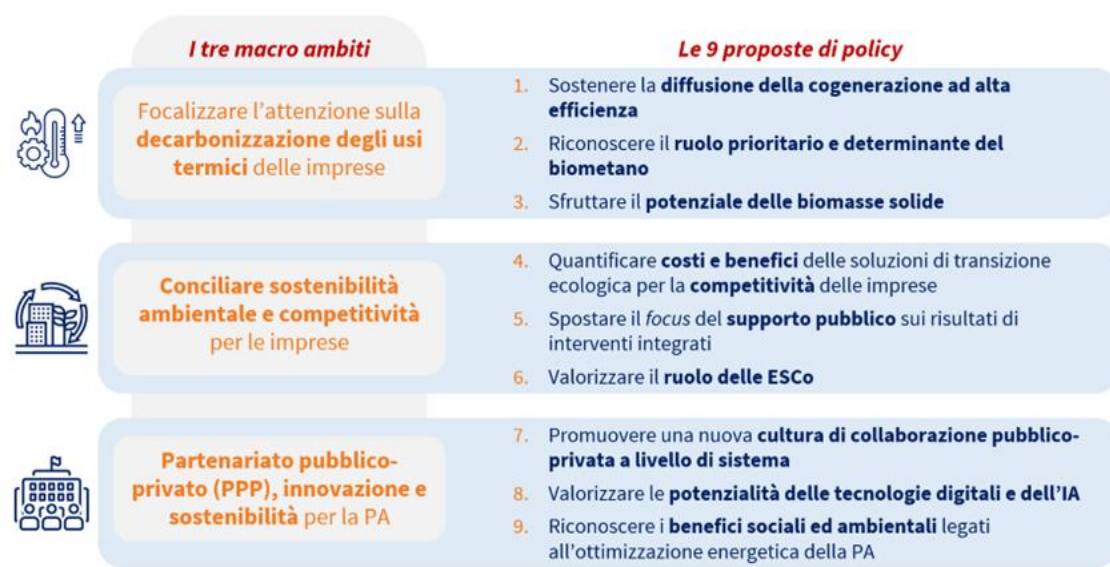 I tre macro ambiti
Le 9 proposte di policy
Focalizzare l'attenzione sulla
decarbonizzazione degli usi
termici delle imprese
1. Sostenere la diffusione della cogenerazione ad alta
efficienza
2. Riconoscere il ruolo prioritario e determinante del
biometano
3. Sfruttare il potenziale delle biomasse solide
Conciliare sostenibilità
ambientale e competitività
per le imprese
4. Quantificare costi e benefici delle soluzioni di transizione
ecologica per la competitività delle imprese
5. Spostare il focus del supporto pubblico sui risultati di
interventi integrati
6. Valorizzare il ruolo delle ESCo
Partenariato pubblico-
privato (PPP), innovazione e
sostenibilità per la PA
7. Promuovere una nuova cultura di collaborazione pubblico-
privata a livello di sistema
8. Valorizzare le potenzialità delle tecnologie digitali e dell'IA
9. Riconoscere i benefici sociali ed ambientali legati
all'ottimizzazione energetica della PA